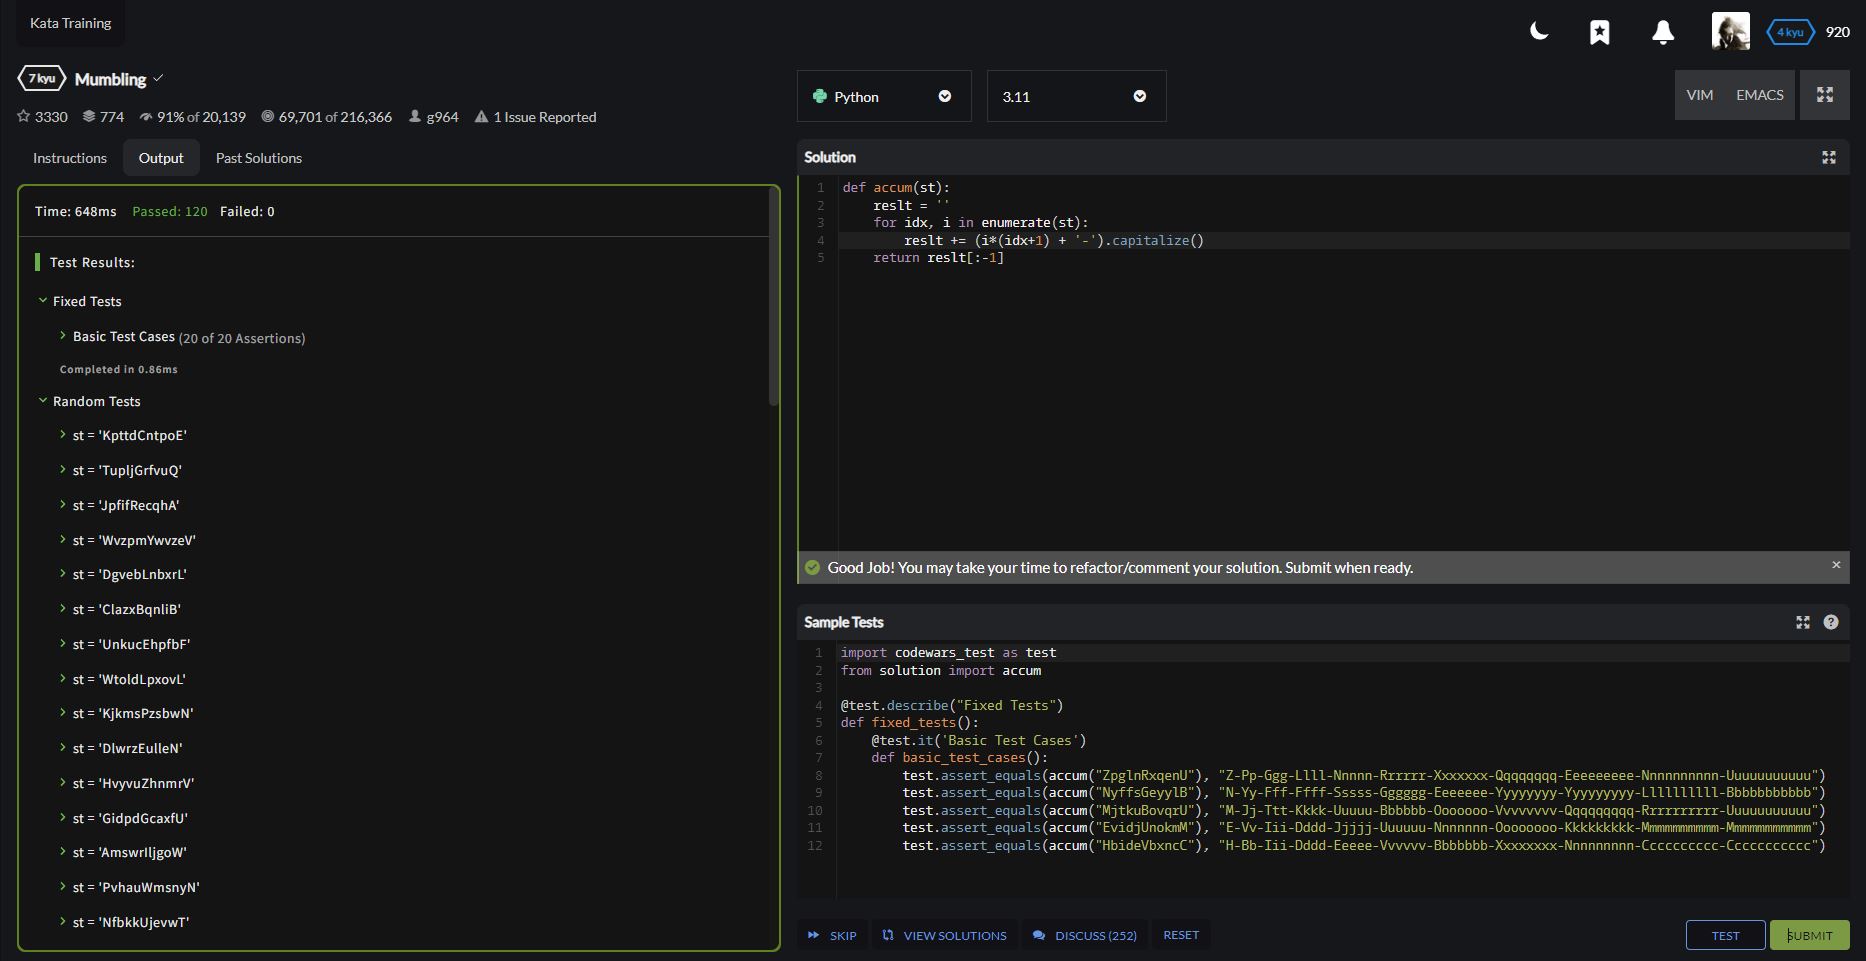 Kata Training
4 kyu 920
7 kyu Mumbling
3330 774 91% of 20,139 69,701 of 216,366 g964 1 Issue Reported
Instructions Output Past Solutions
Time: 648ms Passed: 120 Failed: 0
Test Results:
Fixed Tests
Basic Test Cases (20 of 20 Assertions)
Completed in 0.86ms
Random Tests
st = 'KpttdCntpoE'
st = 'TupljGrfvuQ'
st = 'JpfifRecqhA'
st = 'WvzpmYwvzeV'
st = 'DgvebLnbxrL'
st = 'ClazxBqnliB'
st = 'UnkucEhpfbF'
st = 'WtoldLpxovL'
st = 'KjkmsPzsbwN'
st = 'DlwrzEulleN'
st = 'HvyvuZhnmrV'
st = 'GidpdGcaxfU'
st = 'AmswrIljgoW'
st = 'PvhauWmsnyN'
st = 'NfbkkUjevwT'
Python 3.11 VIM EMACS
Solution
1 def accum(st):
2     reslt = ''
3     for idx, i in enumerate(st):
4         reslt += (i*(idx+1) + '-').capitalize()
5     return reslt[:-1]
Good Job! You may take your time to refactor/comment your solution. Submit when ready. ×
Sample Tests ?
1 import codewars_test as test
2 from solution import accum
3
4 @test.describe("Fixed Tests")
5 def fixed_tests():
6     @test.it('Basic Test Cases')
7     def basic_test_cases():
8         test.assert_equals(accum("ZpglnRxqenU"), "Z-Pp-Ggg-Llll-Nnnnn-Rrrrrr-Xxxxxxx-Qqqqqqqq-Eeeeeeeee-Nnnnnnnnnn-Uuuuuuuuuuu")
9         test.assert_equals(accum("NyffsGeyylB"), "N-Yy-Fff-Ffff-Sssss-Gggggg-Eeeeeee-Yyyyyyyy-Yyyyyyyyy-Llllllllll-Bbbbbbbbbbb")
10         test.assert_equals(accum("MjtkuBovqrU"), "M-Jj-Ttt-Kkkk-Uuuuu-Bbbbbb-Ooooooo-Vvvvvvvv-Qqqqqqqqq-Rrrrrrrrrr-Uuuuuuuuuuu")
11         test.assert_equals(accum("EvidjUnokmM"), "E-Vv-Iii-Dddd-Jjjjj-Uuuuuu-Nnnnnnn-Oooooooo-Kkkkkkkkk-Mmmmmmmmmm-Mmmmmmmmmmm")
12         test.assert_equals(accum("HbideVbxncC"), "H-Bb-Iii-Dddd-Eeeee-Vvvvvv-Bbbbbbb-Xxxxxxxx-Nnnnnnnnn-Cccccccccc-Ccccccccccc")
SKIP VIEW SOLUTIONS DISCUSS (252) RESET TEST SUBMIT